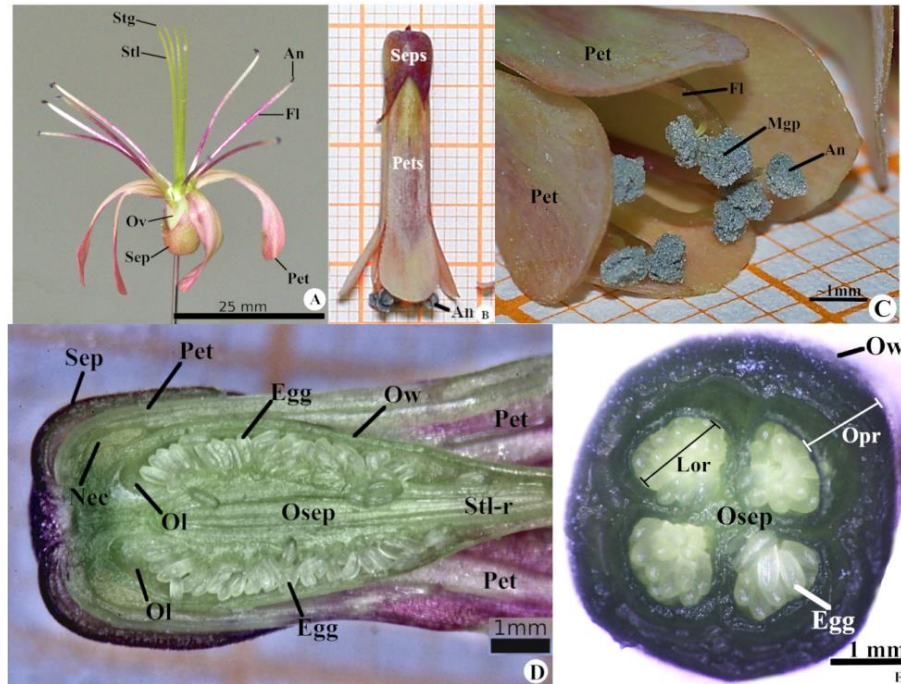 Stg
Stl
An
Fl
Ov
Sep
Pet
25 mm
A
Seps
Pets
An
B
Pet
Fl
Mgp
An
Pet
~1mm
C
Sep
Pet
Egg
Ow
Pet
Nec
Ol
Osep
Stl-r
Ol
Egg
Pet
1mm
D
Ow
Opr
Lor
Osep
Egg
1 mm